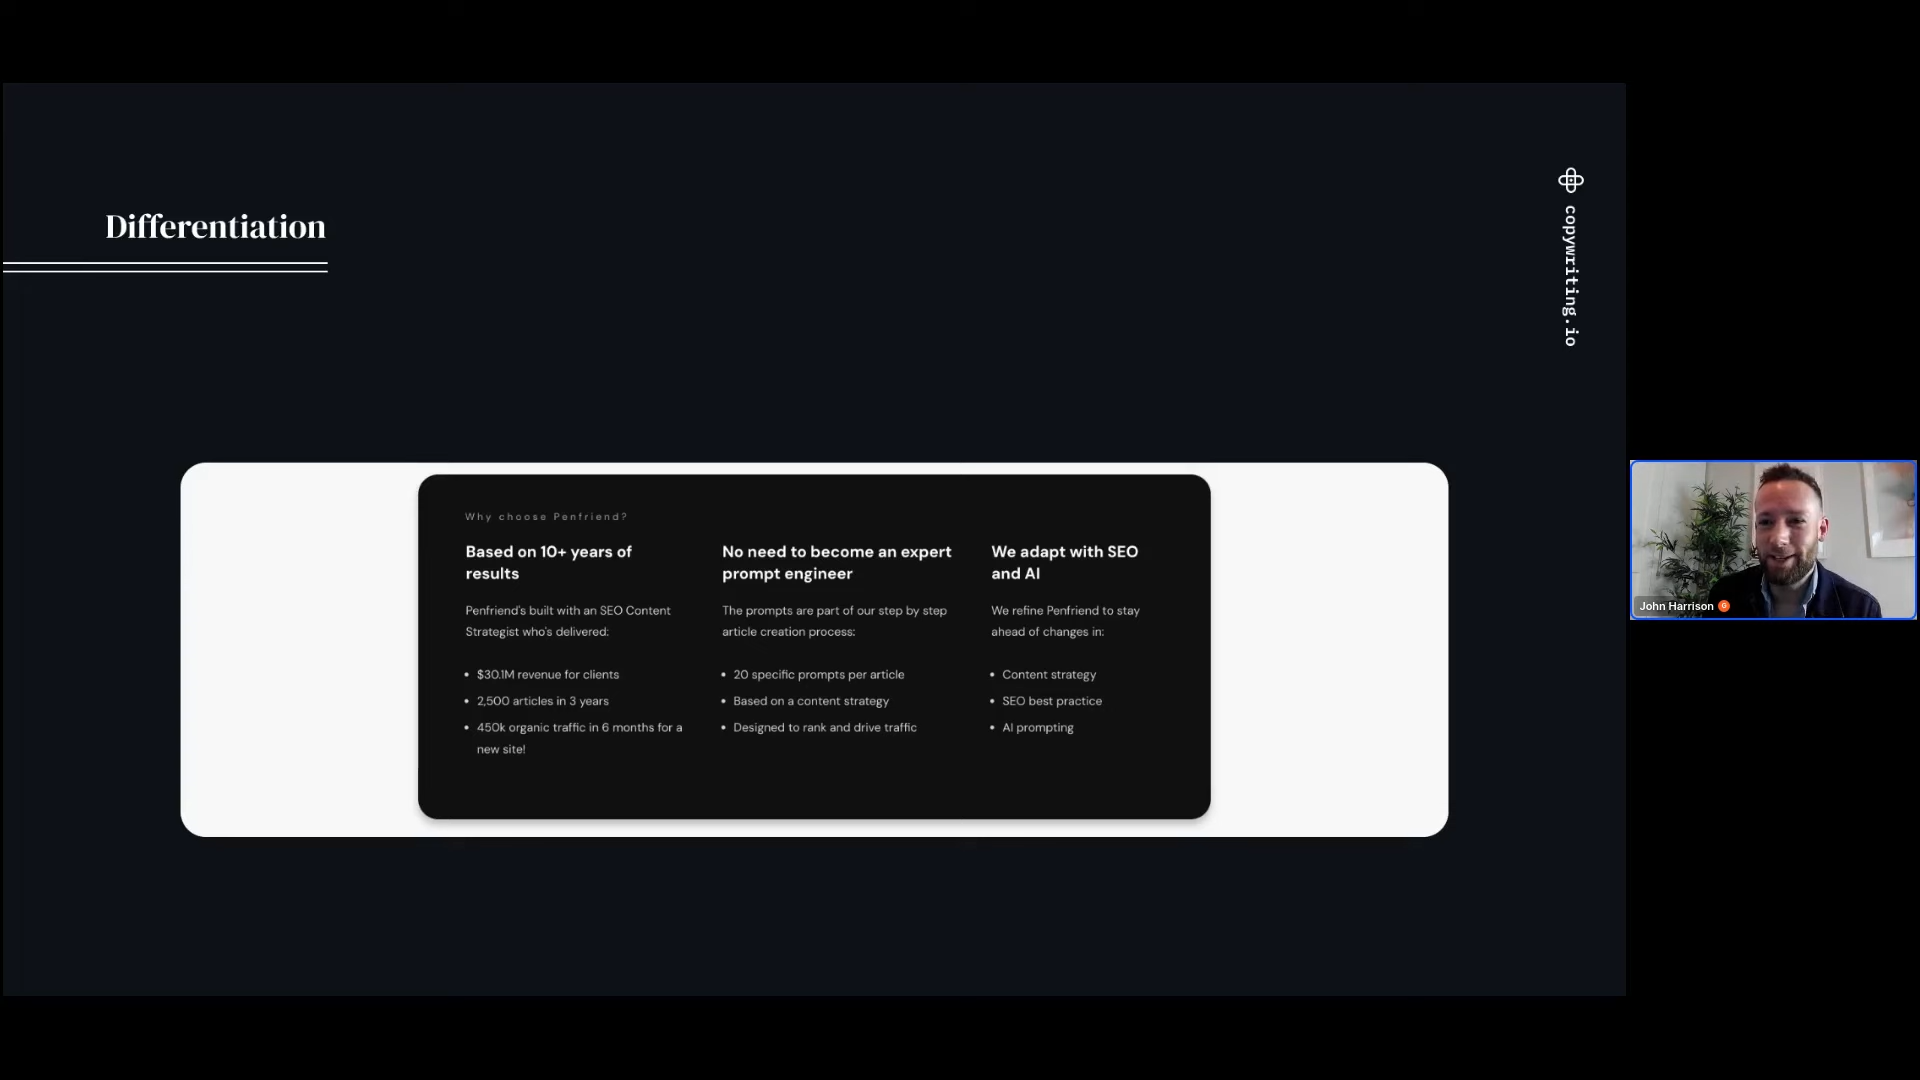 Differentiation
copywriting.io
Why choose Penfriend?
Based on 10+ years of
results
Penfriend's built with an SEO Content
Strategist who's delivered:
• $30.1M revenue for clients
• 2,500 articles in 3 years
• 450k organic traffic in 6 months for a
new site!
No need to become an expert
prompt engineer
The prompts are part of our step by step
article creation process:
• 20 specific prompts per article
• Based on a content strategy
• Designed to rank and drive traffic
We adapt with SEO
and AI
We refine Penfriend to stay
ahead of changes in:
• Content strategy
• SEO best practice
• AI prompting
John Harrison